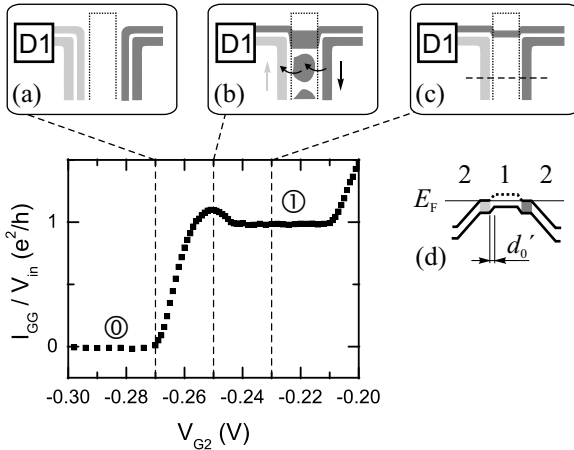 D1
(a)
D1
(b)
D1
(c)
I_GG / V_in (e²/h)
1
0
⓪
①
-0.30 -0.28 -0.26 -0.24 -0.22 -0.20
V_G2 (V)
2 1 2
E_F
d₀′
(d)